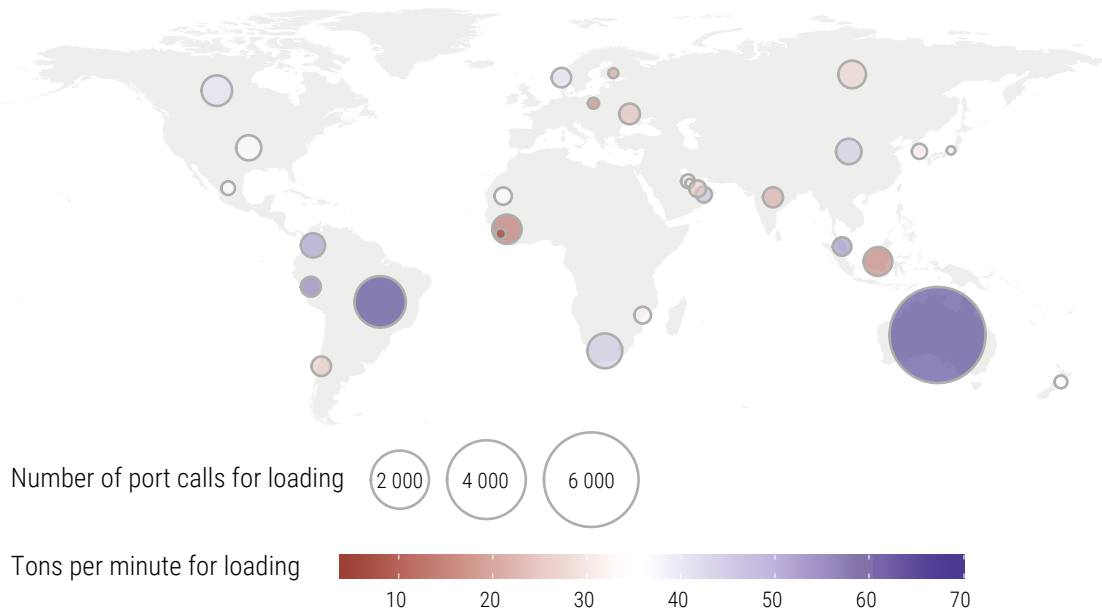 Number of port calls for loading 2 000 4 000 6 000
Tons per minute for loading
10 20 30 40 50 60 70